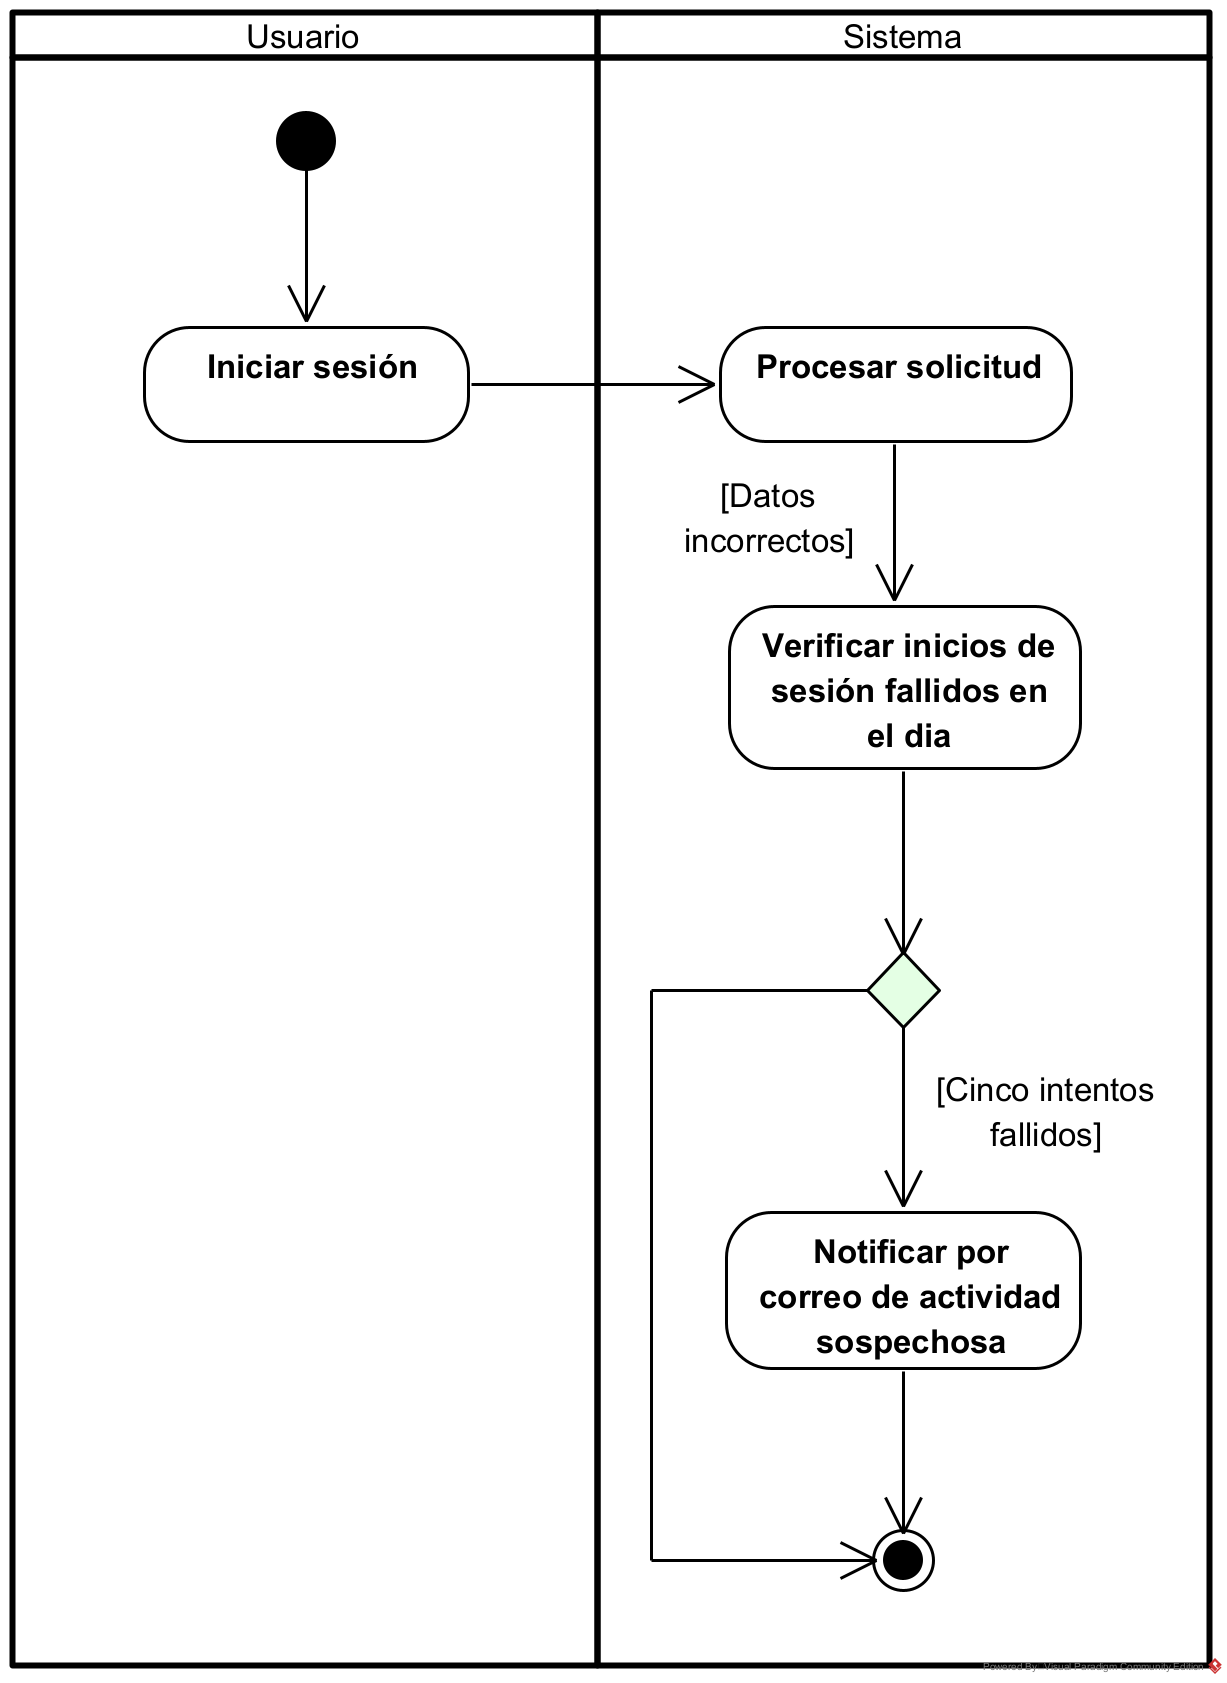 Usuario
Sistema
Iniciar sesión
Procesar solicitud
[Datos
incorrectos]
Verificar inicios de
sesión fallidos en
el dia
[Cinco intentos
fallidos]
Notificar por
correo de actividad
sospechosa
Powered By: Visual Paradigm Community Edition